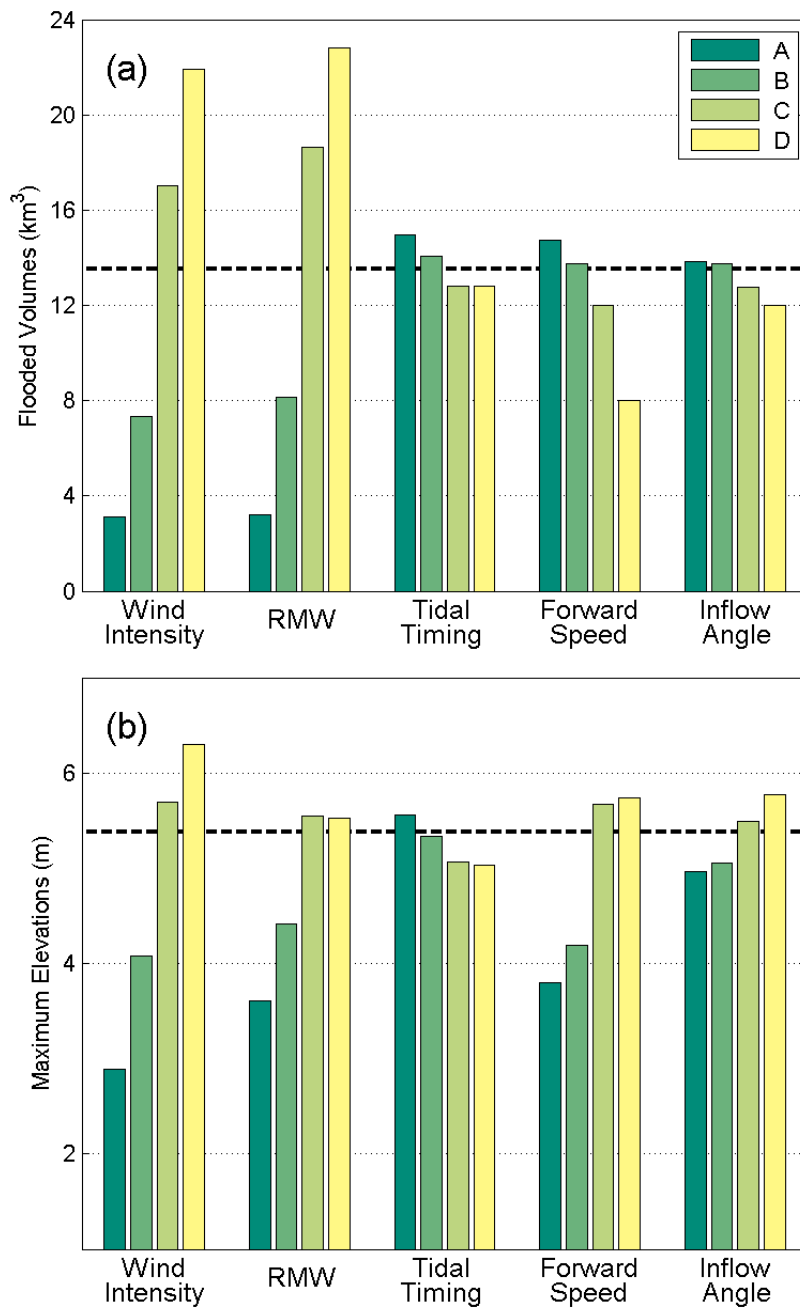 24
20
16
12
8
4
0
Flooded Volumes (km³)
(a)
A
B
C
D
Wind
Intensity
RMW
Tidal
Timing
Forward
Speed
Inflow
Angle
6
4
2
Maximum Elevations (m)
(b)
Wind
Intensity
RMW
Tidal
Timing
Forward
Speed
Inflow
Angle